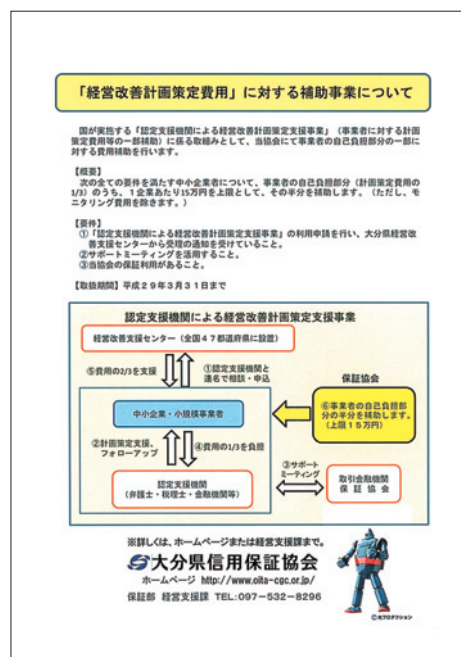 「経営改善計画策定費用」に対する補助事業について
国が実施する「認定支援機関による経営改善計画策定支援事業」（事業者に対する計画
策定費用等の一部補助）に係る取組みとして、当協会にて事業者の自己負担部分の一部に
対する費用補助を行います。
【概要】
次の全ての要件を満たす中小企業者について、事業者の自己負担部分（計画策定費用の
1/3）のうち、１企業あたり15万円を上限として、その半分を補助します。（ただし、モ
ニタリング費用を除きます。）
【要件】
①「認定支援機関による経営改善計画策定支援事業」の利用申請を行い、大分県経営改
善支援センターから受理の通知を受けていること。
②サポートミーティングを活用すること。
③当協会の保証利用があること。
【取扱期間】平成２９年３月３１日まで
認定支援機関による経営改善計画策定支援事業
経営改善支援センター（全国４７都道府県に設置）
⑤費用の2/3を支援
①認定支援機関と
連名で相談・申込
保証協会
中小企業・小規模事業者
⑥事業者の自己負担部
分の半分を補助します。
（上限１５万円）
②計画策定支援、
フォローアップ
④費用の1/3を負担
認定支援機関
（弁護士・税理士・金融機関等）
③サポート
ミーティング
取引金融機関
保証協会
※詳しくは、ホームページまたは経営支援課まで。
大分県信用保証協会
ホームページ http://www.oita-cgc.or.jp/
保証部 経営支援課 TEL:097-532-8296
©光プロダクション